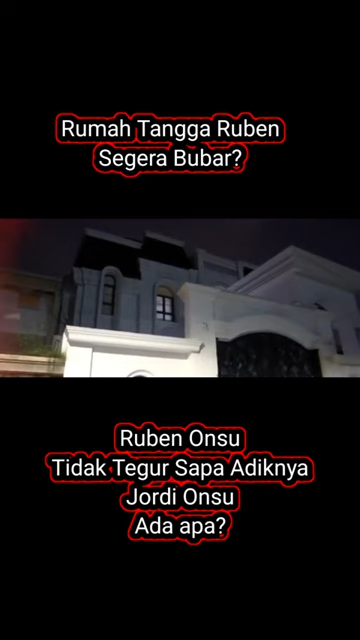 Rumah Tangga Ruben
Segera Bubar?
Ruben Onsu
Tidak Tegur Sapa Adiknya
Jordi Onsu
Ada apa?